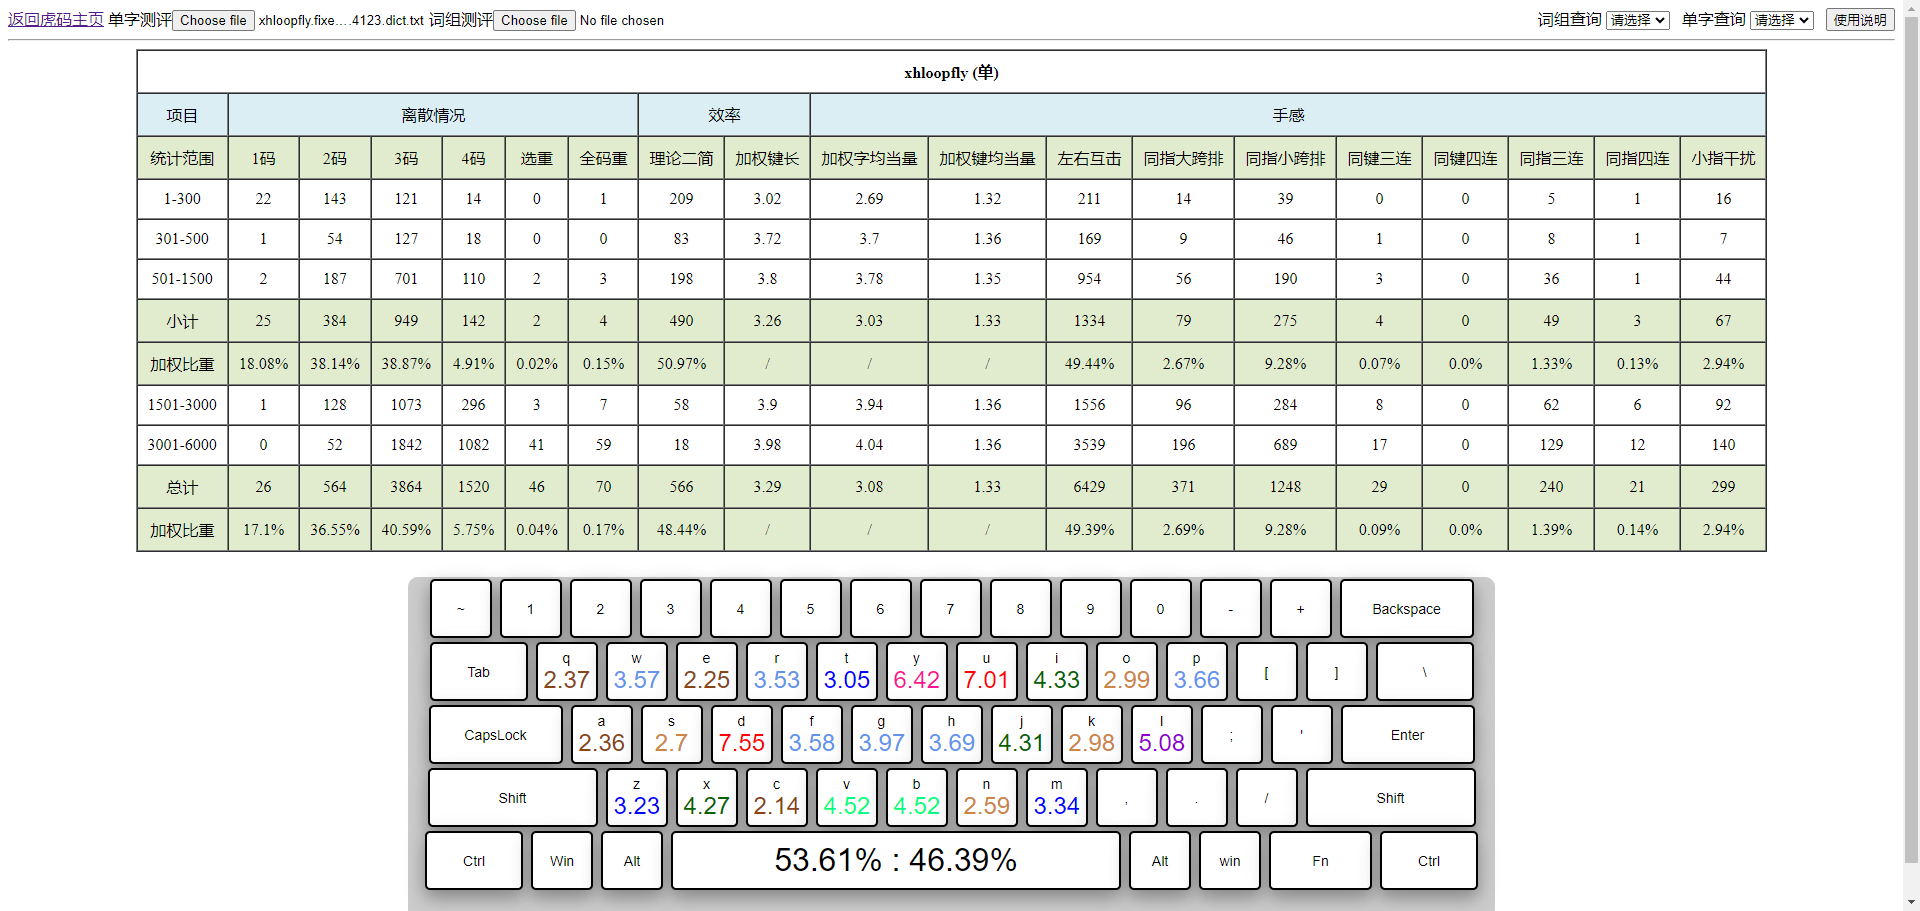 返回虎码主页 单字测评 Choose file xhloopfly.fixe....4123.dict.txt 词组测评 Choose file No file chosen 词组查询 请选择 单字查询 请选择 使用说明
xhloopfly (单)
项目 离散情况 效率 手感
统计范围 1码 2码 3码 4码 选重 全码重 理论二简 加权键长 加权字均当量 加权键均当量 左右互击 同指大跨排 同指小跨排 同键三连 同键四连 同指三连 同指四连 小指干扰
1-300 22 143 121 14 0 1 209 3.02 2.69 1.32 211 14 39 0 0 5 1 16
301-500 1 54 127 18 0 0 83 3.72 3.7 1.36 169 9 46 1 0 8 1 7
501-1500 2 187 701 110 2 3 198 3.8 3.78 1.35 954 56 190 3 0 36 1 44
小计 25 384 949 142 2 4 490 3.26 3.03 1.33 1334 79 275 4 0 49 3 67
加权比重 18.08% 38.14% 38.87% 4.91% 0.02% 0.15% 50.97% / / / 49.44% 2.67% 9.28% 0.07% 0.0% 1.33% 0.13% 2.94%
1501-3000 1 128 1073 296 3 7 58 3.9 3.94 1.36 1556 96 284 8 0 62 6 92
3001-6000 0 52 1842 1082 41 59 18 3.98 4.04 1.36 3539 196 689 17 0 129 12 140
总计 26 564 3864 1520 46 70 566 3.29 3.08 1.33 6429 371 1248 29 0 240 21 299
加权比重 17.1% 36.55% 40.59% 5.75% 0.04% 0.17% 48.44% / / / 49.39% 2.69% 9.28% 0.09% 0.0% 1.39% 0.14% 2.94%
~ 1 2 3 4 5 6 7 8 9 0 - + Backspace
q w e r t y u i o p
Tab 2.37 3.57 2.25 3.53 3.05 6.42 7.01 4.33 2.99 3.66 [ ] \
a s d f g h j k l
CapsLock 2.36 2.7 7.55 3.58 3.97 3.69 4.31 2.98 5.08 ; ' Enter
z x c v b n m
Shift 3.23 4.27 2.14 4.52 4.52 2.59 3.34 , . / Shift
Ctrl Win Alt 53.61% : 46.39% Alt win Fn Ctrl